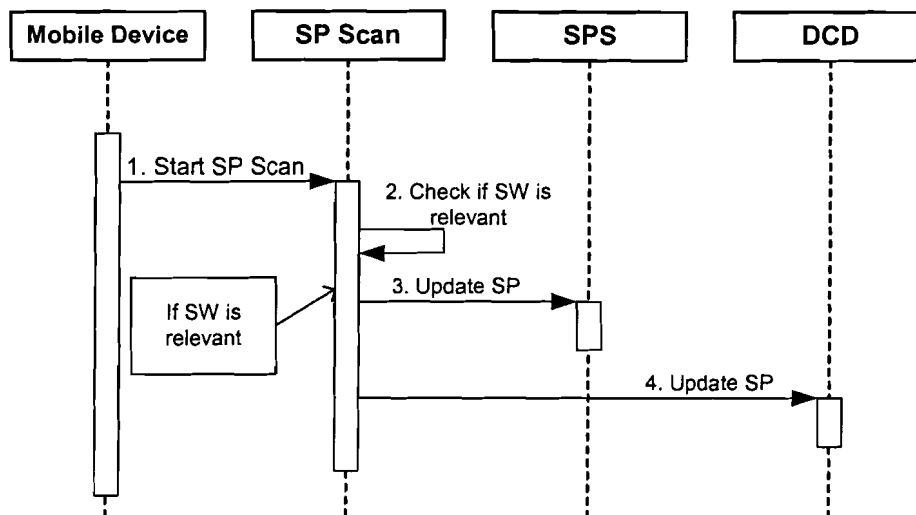 Mobile Device
SP Scan
SPS
DCD
1. Start SP Scan
2. Check if SW is
relevant
If SW is
relevant
3. Update SP
4. Update SP